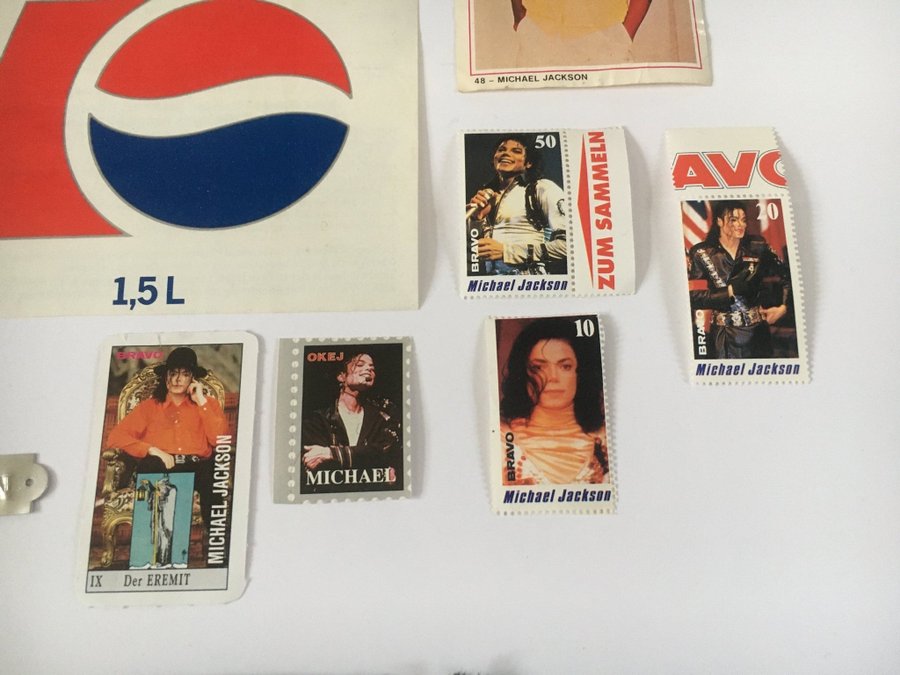 48 – MICHAEL JACKSON
1,5 L
50
BRAVO
Michael Jackson
ZUM SAMMELN
AVO
20
BRAVO
Michael Jackson
BRAVO
MICHAEL JACKSON
IX Der EREMIT
OKEJ
MICHAEL
10
BRAVO
Michael Jackson